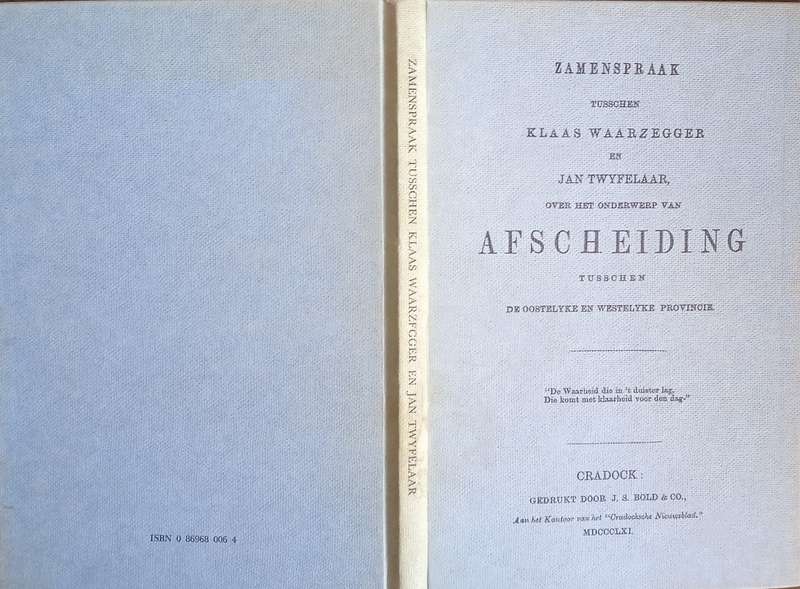 ISBN 0 86968 006 4
ZAMENSPRAAK TUSSCHEN KLAAS WAARZEGGER EN JAN TWYFELAAR
ZAMENSPRAAK
TUSSCHEN
KLAAS WAARZEGGER
EN
JAN TWYFELAAR,
OVER HET ONDERWERP VAN
AFSCHEIDING
TUSSCHEN
DE OOSTELYKE EN WESTELYKE PROVINCIE.
"De Waarheid die in 't duister lag,
Die komt met klaarheid voor den dag."
CRADOCK:
GEDRUKT DOOR J. S. BOLD & CO.,
Aan het Kantoor van het "Cradocksche Nieuwsblad."
MDCCCLXI.